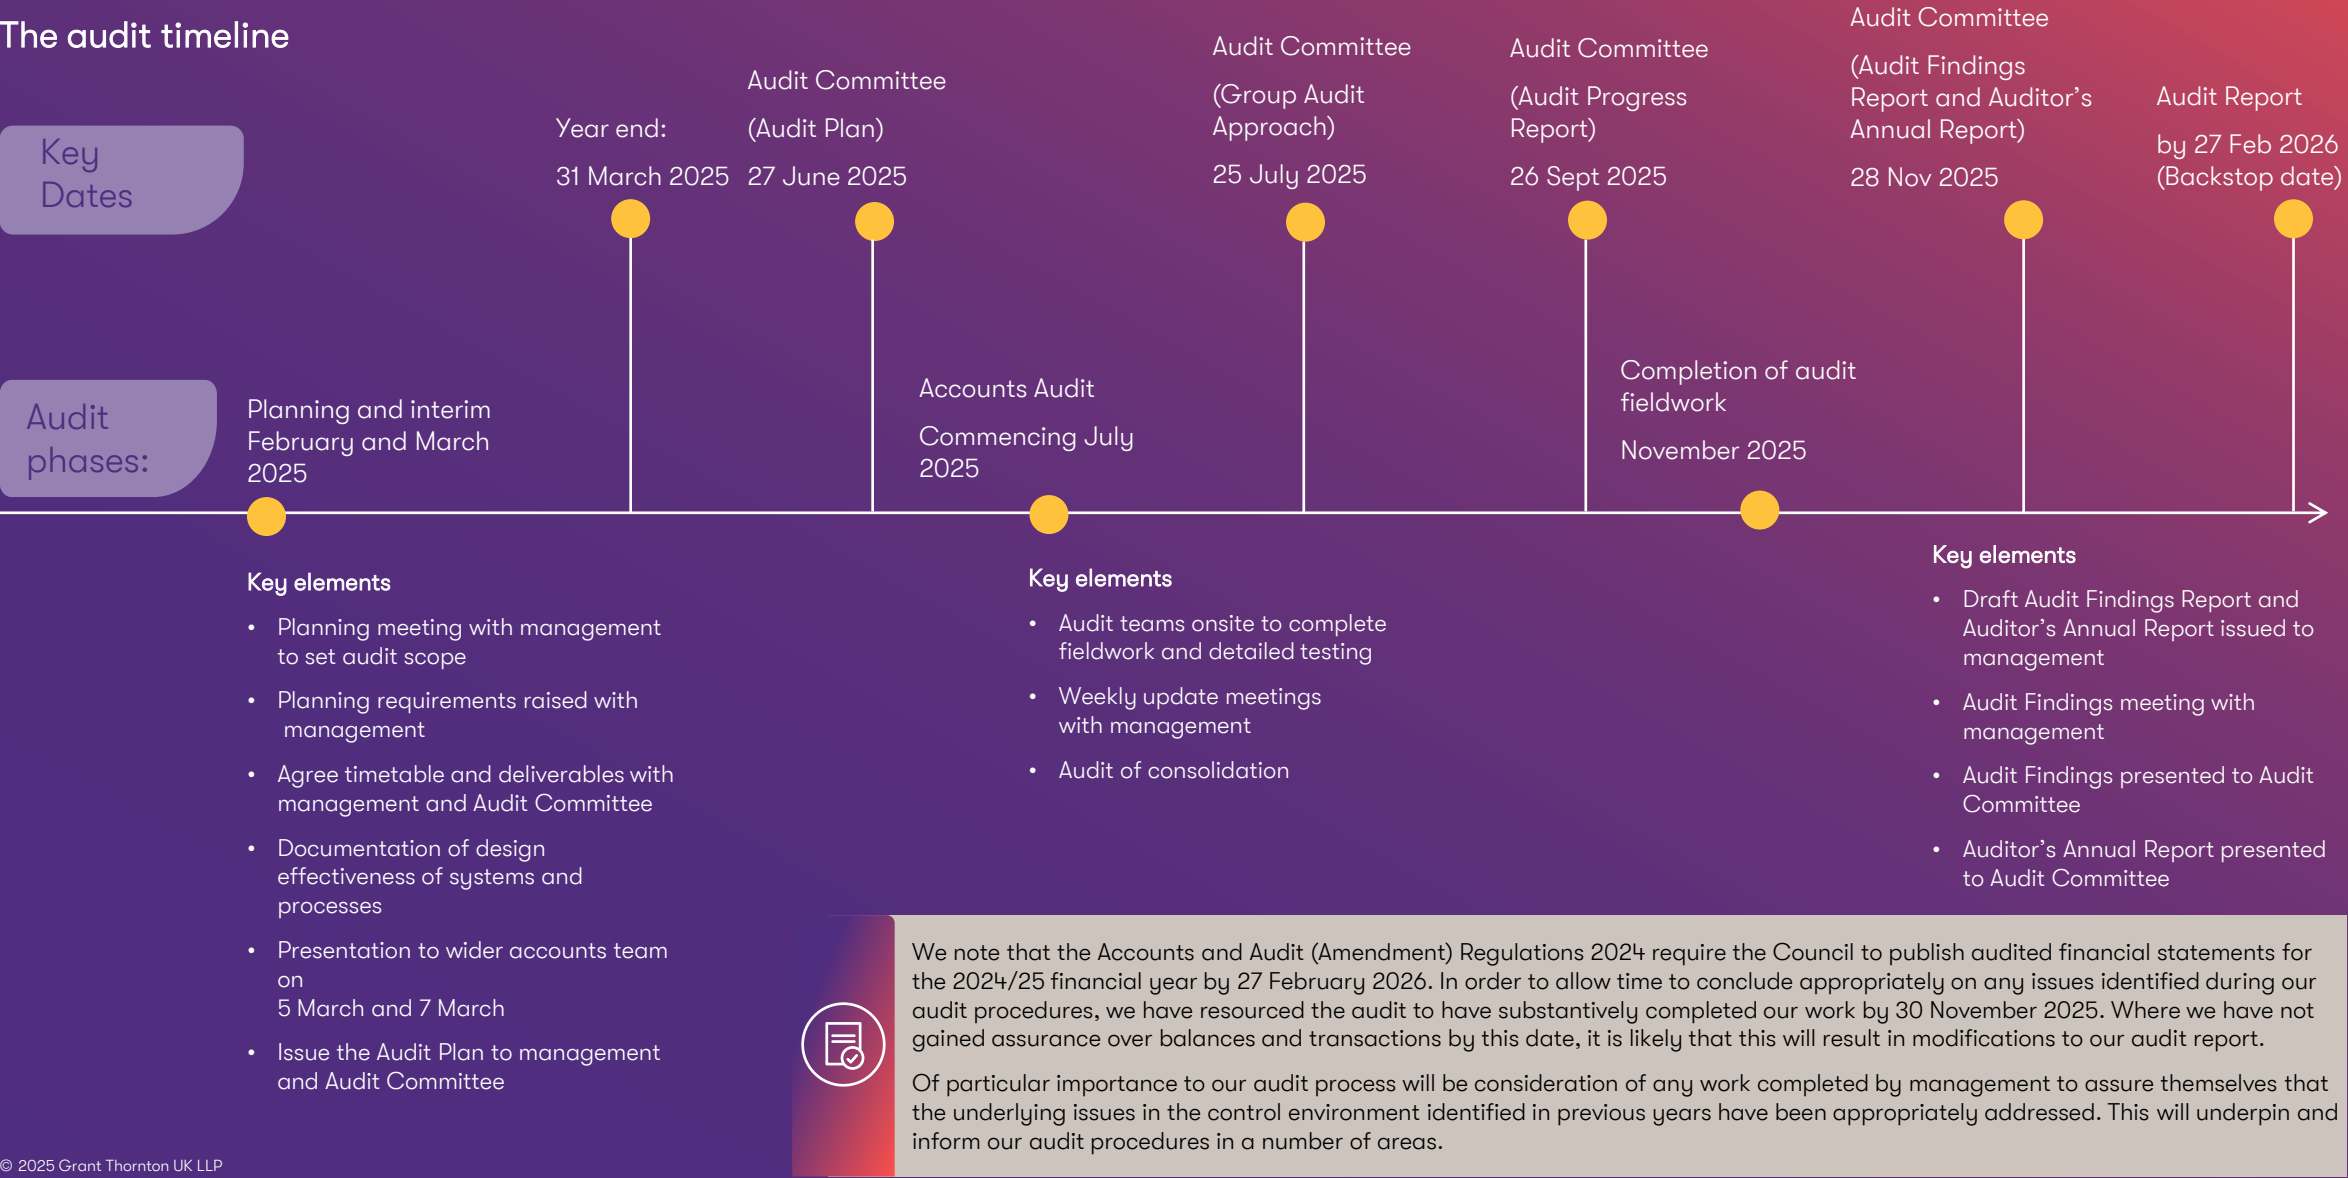 The audit timeline
Key
Dates
Year end:
31 March 2025
Audit Committee
(Audit Plan)
27 June 2025
Audit Committee
(Group Audit
Approach)
25 July 2025
Audit Committee
(Audit Progress
Report)
26 Sept 2025
Audit Committee
(Audit Findings
Report and Auditor’s
Annual Report)
28 Nov 2025
Audit Report
by 27 Feb 2026
(Backstop date)
Audit
phases:
Planning and interim
February and March
2025
Accounts Audit
Commencing July
2025
Completion of audit
fieldwork
November 2025
Key elements
• Planning meeting with management
to set audit scope
• Planning requirements raised with
management
• Agree timetable and deliverables with
management and Audit Committee
• Documentation of design
effectiveness of systems and
processes
• Presentation to wider accounts team
on
5 March and 7 March
• Issue the Audit Plan to management
and Audit Committee
Key elements
• Audit teams onsite to complete
fieldwork and detailed testing
• Weekly update meetings
with management
• Audit of consolidation
Key elements
• Draft Audit Findings Report and
Auditor’s Annual Report issued to
management
• Audit Findings meeting with
management
• Audit Findings presented to Audit
Committee
• Auditor’s Annual Report presented
to Audit Committee
We note that the Accounts and Audit (Amendment) Regulations 2024 require the Council to publish audited financial statements for
the 2024/25 financial year by 27 February 2026. In order to allow time to conclude appropriately on any issues identified during our
audit procedures, we have resourced the audit to have substantively completed our work by 30 November 2025. Where we have not
gained assurance over balances and transactions by this date, it is likely that this will result in modifications to our audit report.
Of particular importance to our audit process will be consideration of any work completed by management to assure themselves that
the underlying issues in the control environment identified in previous years have been appropriately addressed. This will underpin and
inform our audit procedures in a number of areas.
© 2025 Grant Thornton UK LLP